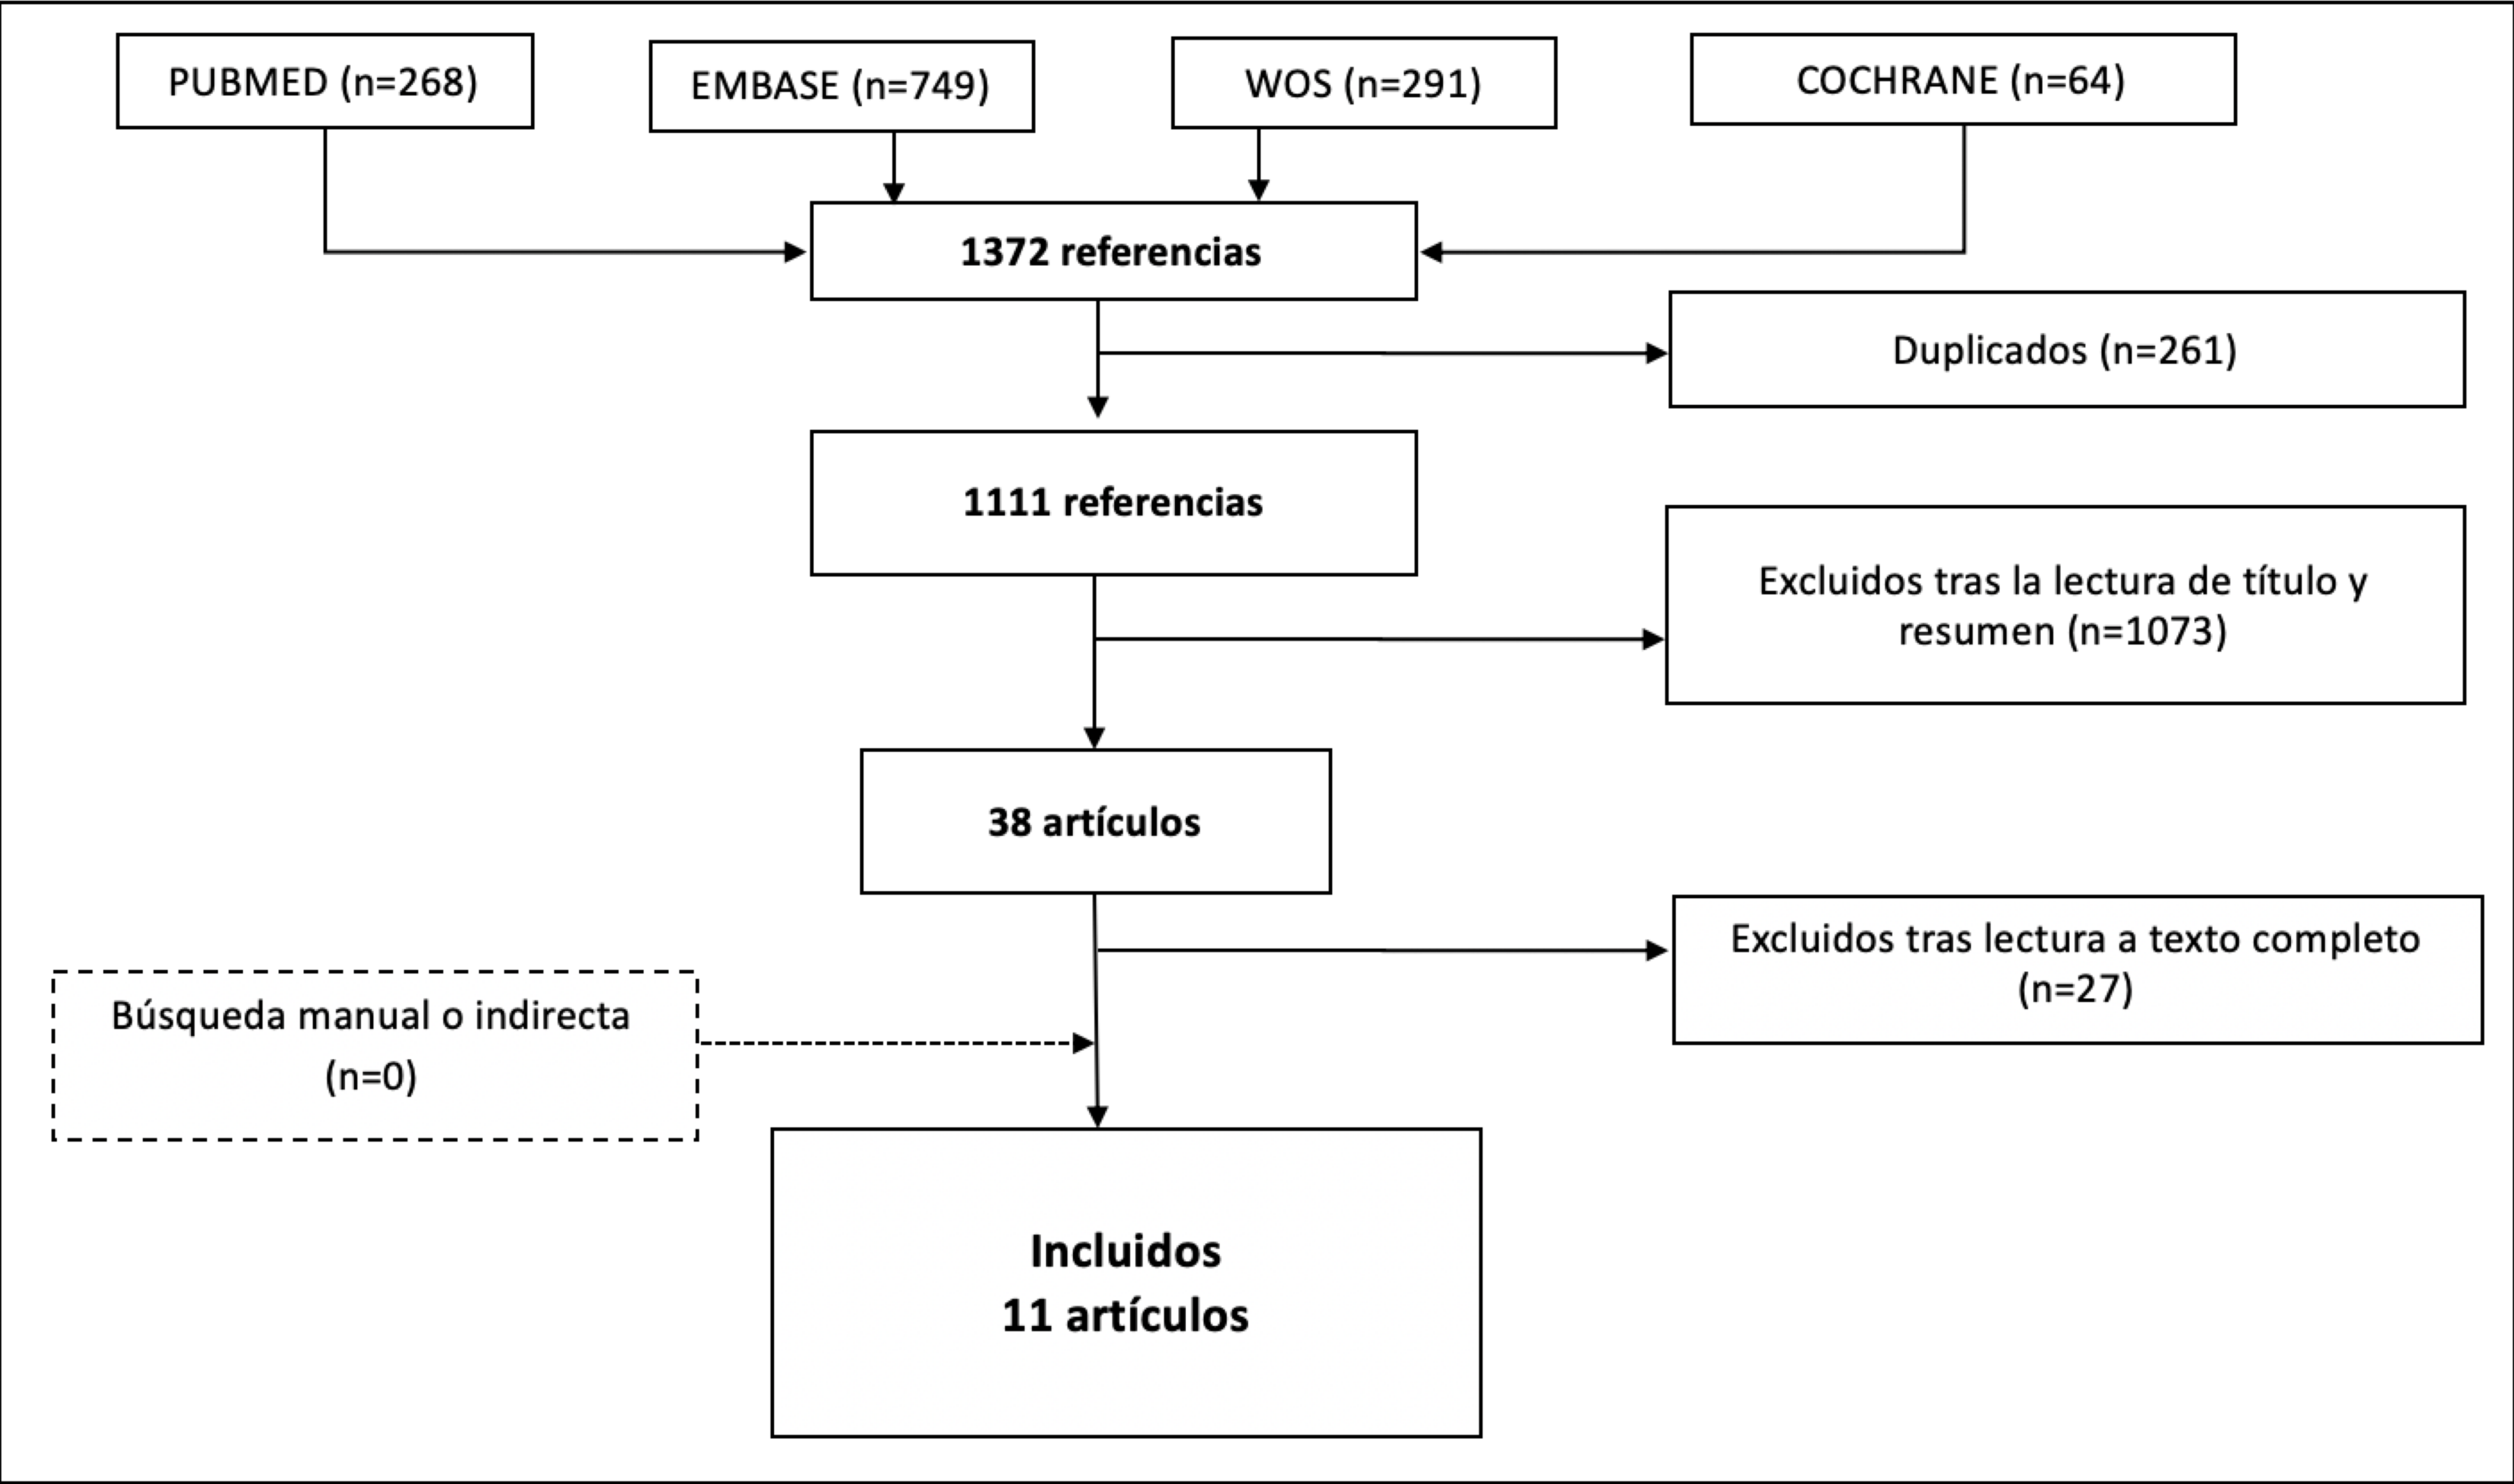 PUBMED (n=268)
EMBASE (n=749)
WOS (n=291)
COCHRANE (n=64)
1372 referencias
Duplicados (n=261)
1111 referencias
Excluidos tras la lectura de título y
resumen (n=1073)
38 artículos
Excluidos tras lectura a texto completo
(n=27)
Búsqueda manual o indirecta
(n=0)
Incluidos
11 artículos